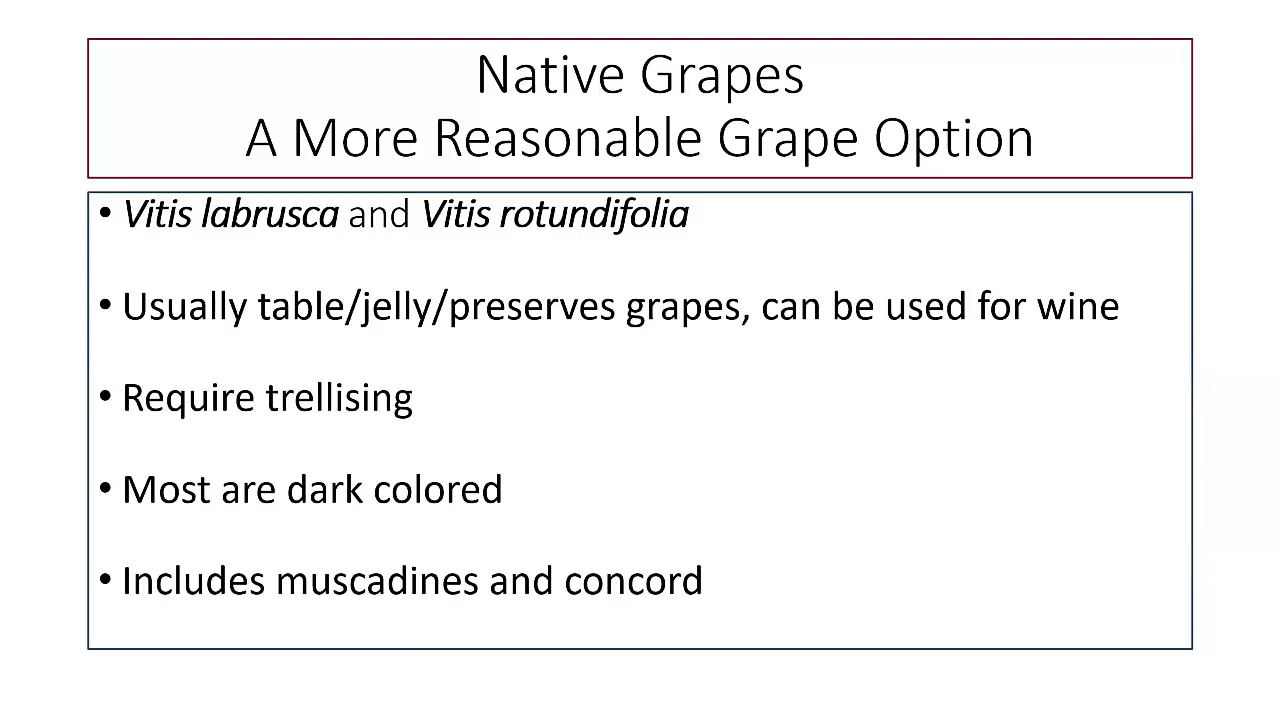 Native Grapes
A More Reasonable Grape Option
• Vitis labrusca and Vitis rotundifolia
• Usually table/jelly/preserves grapes, can be used for wine
• Require trellising
• Most are dark colored
• Includes muscadines and concord